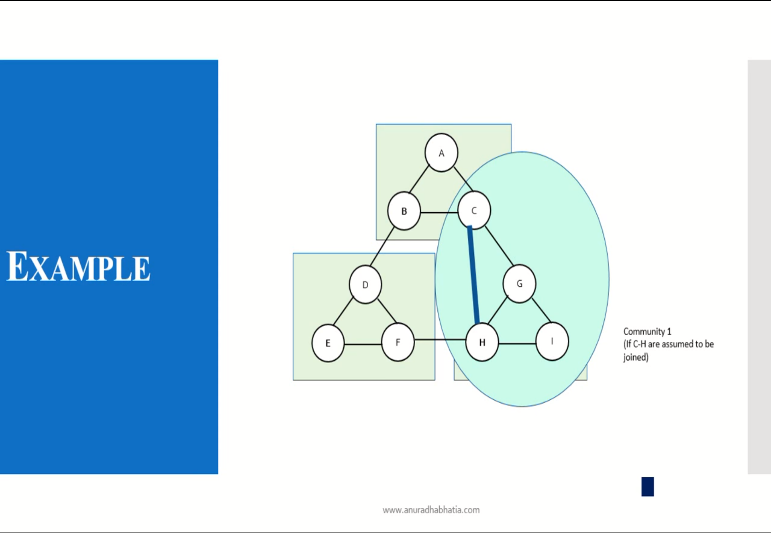 EXAMPLE
A
B
C
D
G
E
F
H
I
Community 1
(If C-H are assumed to be
joined)
www.anuradhabhatia.com